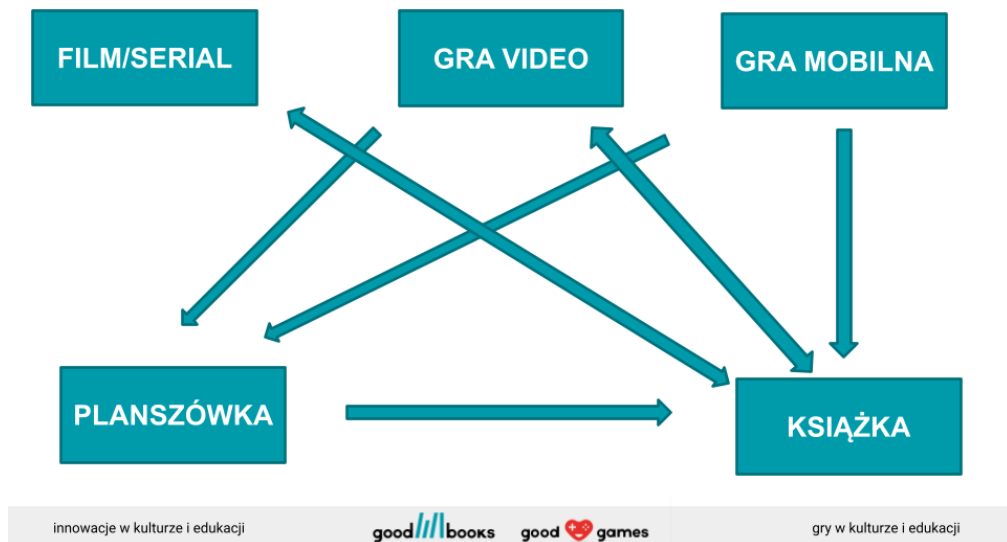 FILM/SERIAL
GRA VIDEO
GRA MOBILNA
PLANSZÓWKA
KSIĄŻKA
innowacje w kulturze i edukacji
good books
good games
gry w kulturze i edukacji